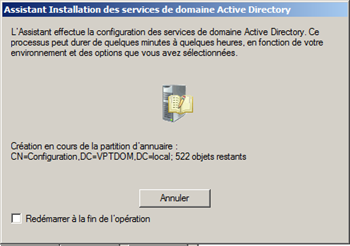 Assistant Installation des services de domaine Active Directory
L'Assistant effectue la configuration des services de domaine Active Directory. Ce
processus peut durer de quelques minutes à quelques heures, en fonction de votre
environnement et des options que vous avez sélectionnées.
Création en cours de la partition d'annuaire :
CN=Configuration,DC=VPTDOM,DC=local; 522 objets restants
Annuler
Redémarrer à la fin de l'opération